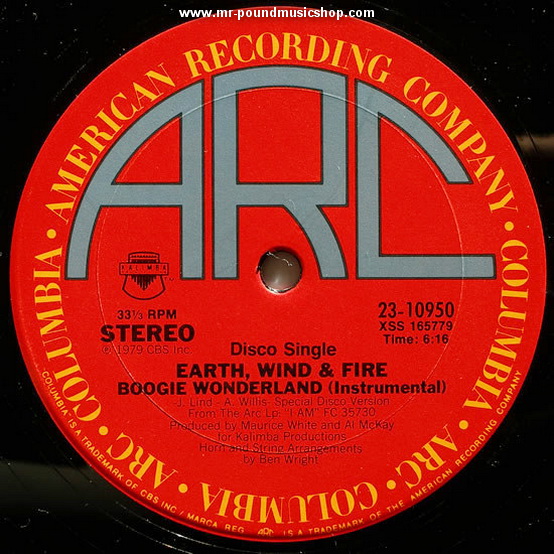 www.mr-poundmusicshop.com
AMERICAN RECORDING COMPANY • COLUMBIA • ARC • COLUMBIA • ARC • COLUMBIA •
ARC
KALIMBA
33⅓ RPM
STEREO
℗ 1979 CBS Inc.
23-10950
XSS 165779
Time: 6:16
Disco Single
EARTH, WIND & FIRE
BOOGIE WONDERLAND (Instrumental)
J. Lind - A. Willis- Special Disco Version
From The Arc Lp: "I AM" FC 35730
Produced by Maurice White and Al McKay
for Kalimba Productions
Horn and String Arrangements
by Ben Wright
COLUMBIA IS A TRADEMARK OF CBS INC / MARCA REG. ARC IS A TRADEMARK OF THE AMERICAN RECORDING COMPANY